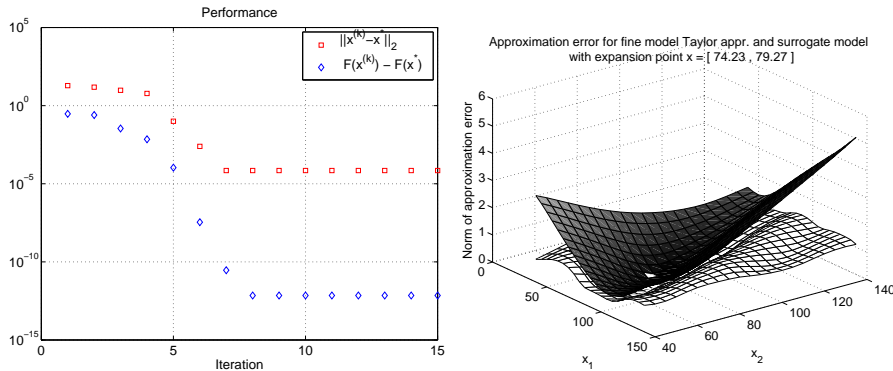 Performance
10^5
10^0
10^-5
10^-10
10^-15
0
5
10
15
Iteration
||x^(k)-x^*||_2
F(x^(k)) - F(x^*)
Approximation error for fine model Taylor appr. and surrogate model
with expansion point x = [ 74.23 , 79.27 ]
Norm of approximation error
6
5
4
3
2
1
0
0
50
100
150
x_1
40
60
80
100
120
140
x_2